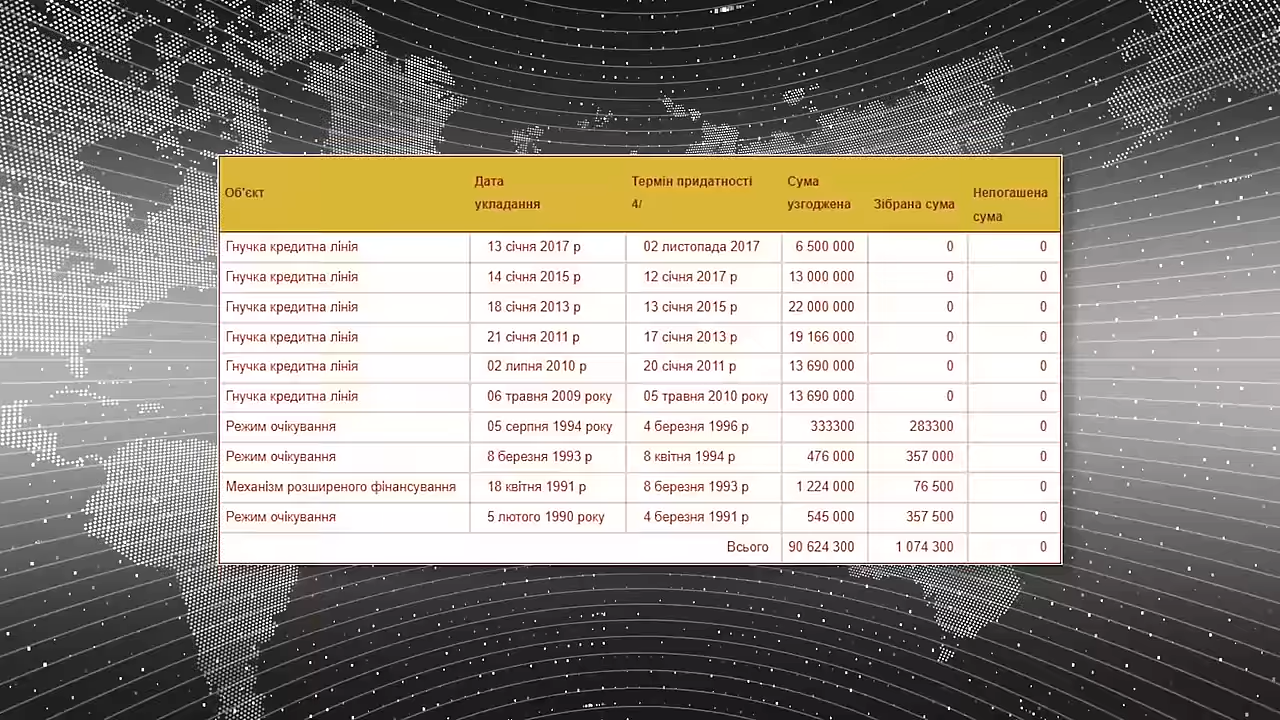 Об'єкт Дата укладання Термін придатності 4/ Сума узгоджена Зібрана сума Непогашена сума
Гнучка кредитна лінія 13 січня 2017 р 02 листопада 2017 6 500 000 0 0
Гнучка кредитна лінія 14 січня 2015 р 12 січня 2017 р 13 000 000 0 0
Гнучка кредитна лінія 18 січня 2013 р 13 січня 2015 р 22 000 000 0 0
Гнучка кредитна лінія 21 січня 2011 р 17 січня 2013 р 19 166 000 0 0
Гнучка кредитна лінія 02 липня 2010 р 20 січня 2011 р 13 690 000 0 0
Гнучка кредитна лінія 06 травня 2009 року 05 травня 2010 року 13 690 000 0 0
Режим очікування 05 серпня 1994 року 4 березня 1996 р 333300 283300 0
Режим очікування 8 березня 1993 р 8 квітня 1994 р 476 000 357 000 0
Механізм розширеного фінансування 18 квітня 1991 р 8 березня 1993 р 1 224 000 76 500 0
Режим очікування 5 лютого 1990 року 4 березня 1991 р 545 000 357 500 0
Всього 90 624 300 1 074 300 0